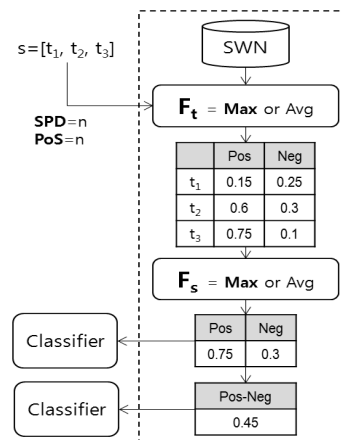 s=[t₁, t₂, t₃]
SWN
SPD=n
PoS=n
Fₜ = Max or Avg
Pos Neg
t₁ 0.15 0.25
t₂ 0.6 0.3
t₃ 0.75 0.1
Fₛ = Max or Avg
Pos Neg
0.75 0.3
Classifier
Pos-Neg
0.45
Classifier